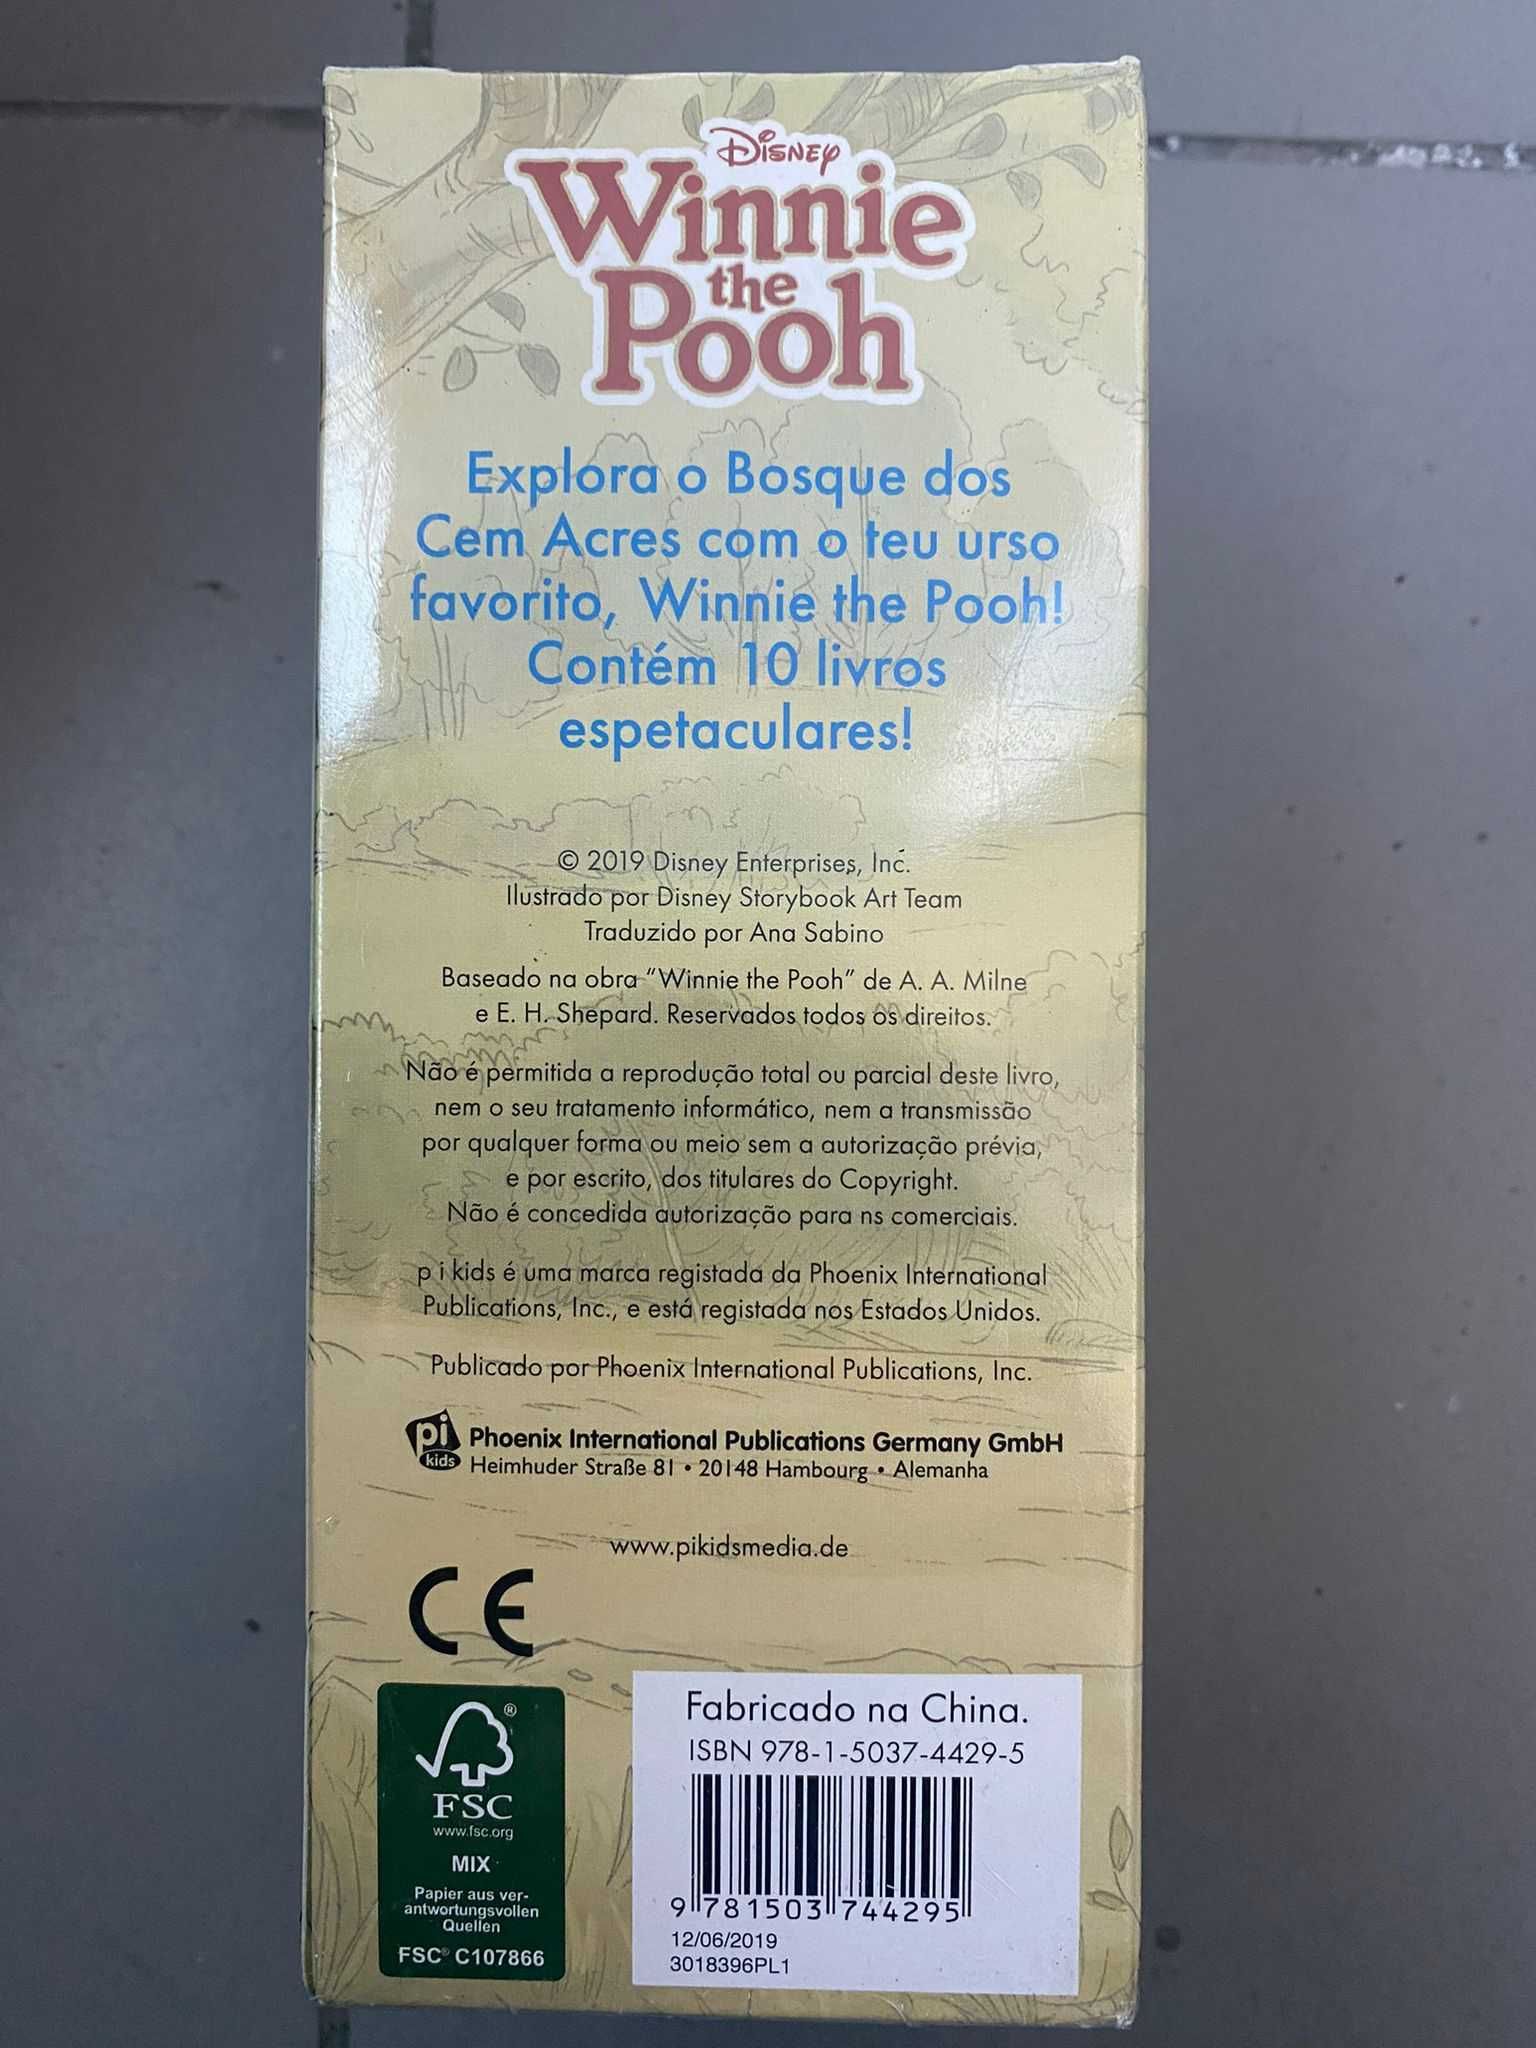 Disney
Winnie
the
Pooh
Explora o Bosque dos
Cem Acres com o teu urso
favorito, Winnie the Pooh!
Contém 10 livros
espetaculares!
© 2019 Disney Enterprises, Inc.
Ilustrado por Disney Storybook Art Team
Traduzido por Ana Sabino
Baseado na obra “Winnie the Pooh” de A. A. Milne
e E. H. Shepard. Reservados todos os direitos.
Não é permitida a reprodução total ou parcial deste livro,
nem o seu tratamento informático, nem a transmissão
por qualquer forma ou meio sem a autorização prévia,
e por escrito, dos titulares do Copyright.
Não é concedida autorização para ns comerciais.
p i kids é uma marca registada da Phoenix International
Publications, Inc., e está registada nos Estados Unidos.
Publicado por Phoenix International Publications, Inc.
pi
kids
Phoenix International Publications Germany GmbH
Heimhuder Straße 81 • 20148 Hambourg • Alemanha
www.pikidsmedia.de
CE
®
FSC
www.fsc.org
MIX
Papier aus ver-
antwortungsvollen
Quellen
FSC® C107866
Fabricado na China.
ISBN 978-1-5037-4429-5
9 781503 744295
12/06/2019
3018396PL1